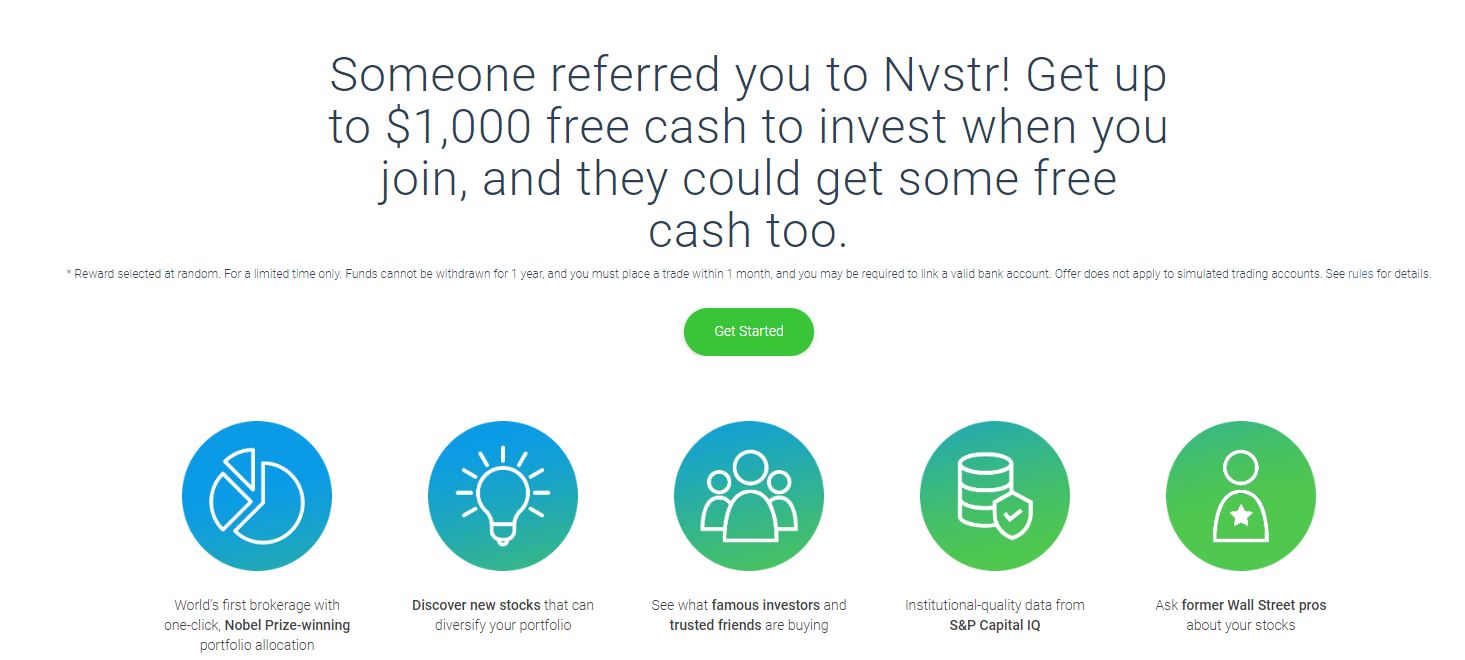 Someone referred you to Nvstr! Get up
to $1,000 free cash to invest when you
join, and they could get some free
cash too.
* Reward selected at random. For a limited time only. Funds cannot be withdrawn for 1 year, and you must place a trade within 1 month, and you may be required to link a valid bank account. Offer does not apply to simulated trading accounts. See rules for details.
Get Started
World's first brokerage with
one-click, Nobel Prize-winning
portfolio allocation
Discover new stocks that can
diversify your portfolio
See what famous investors and
trusted friends are buying
Institutional-quality data from
S&P Capital IQ
Ask former Wall Street pros
about your stocks